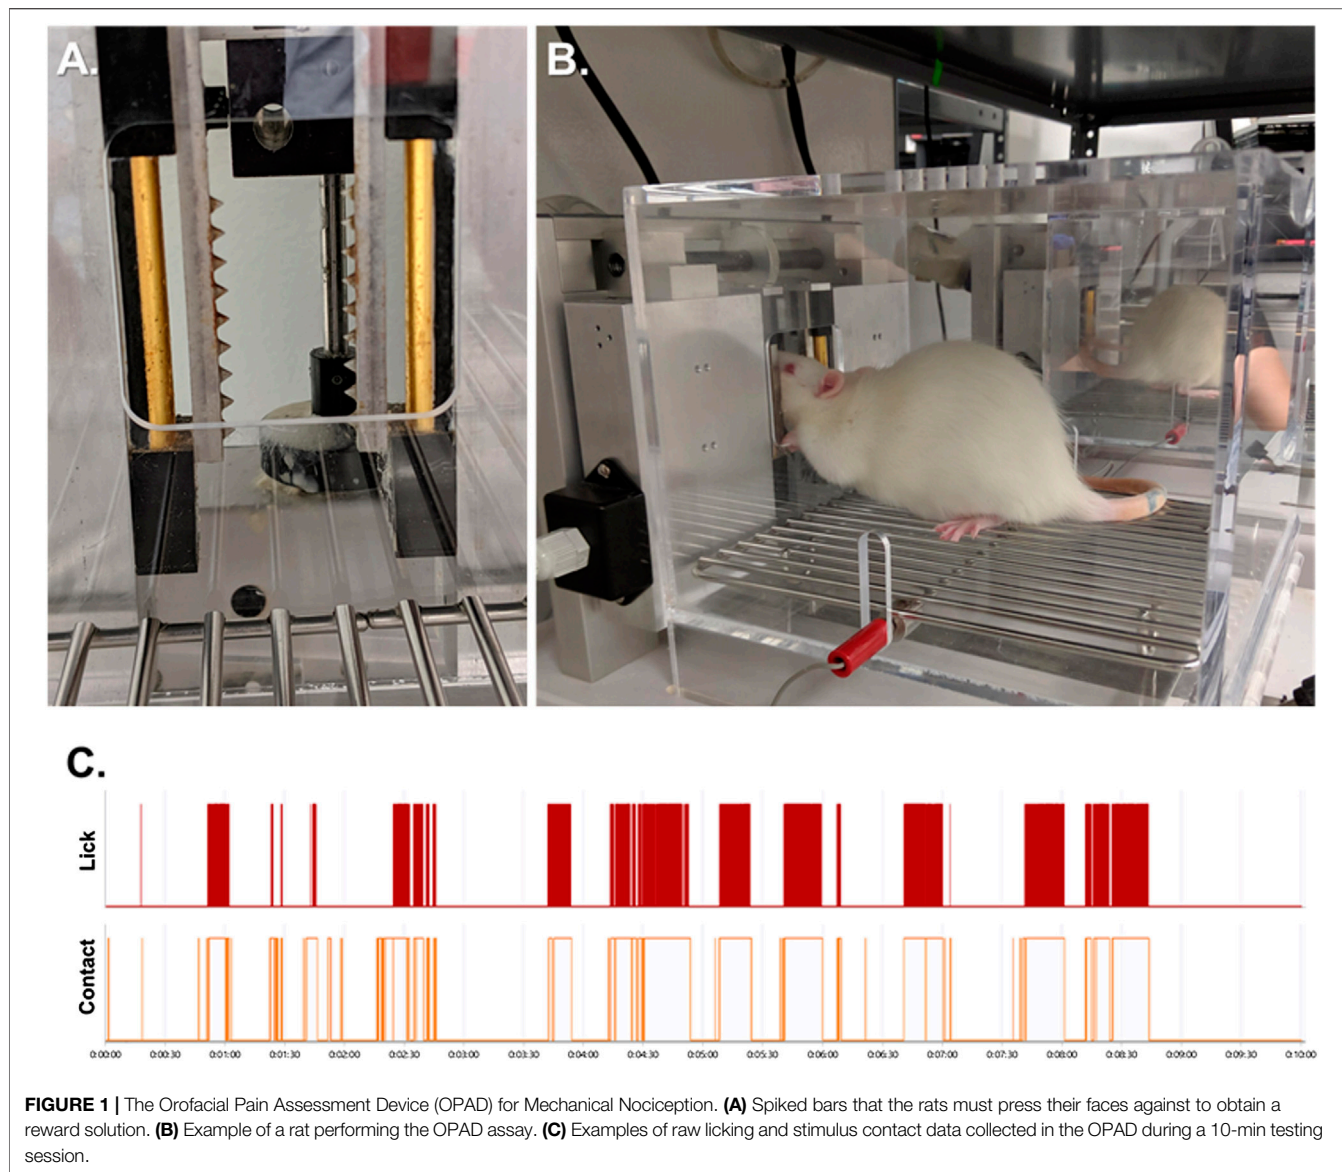 A.
B.
C.
Lick
Contact
0:00:00 0:00:30 0:01:00 0:01:30 0:02:00 0:02:30 0:03:00 0:03:30 0:04:00 0:04:30 0:05:00 0:05:30 0:06:00 0:06:30 0:07:00 0:07:30 0:08:00 0:08:30 0:09:00 0:09:30 0:10:00
FIGURE 1 | The Orofacial Pain Assessment Device (OPAD) for Mechanical Nociception. (A) Spiked bars that the rats must press their faces against to obtain a
reward solution. (B) Example of a rat performing the OPAD assay. (C) Examples of raw licking and stimulus contact data collected in the OPAD during a 10-min testing
session.